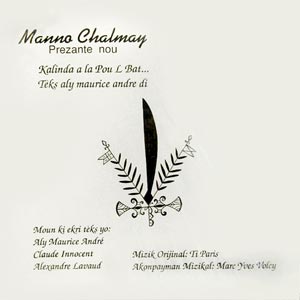 Manno Chalmay
Prezante nou
Kalinda a la Pou L Bat...
Tèks aly maurice andre di
Moun ki ekri tèks yo:
Aly Maurice André
Claude Innocent
Alexandre Lavaud
Mizik Orijinal: Ti Paris
Akonpayman Mizikal: Marc Yves Volcy